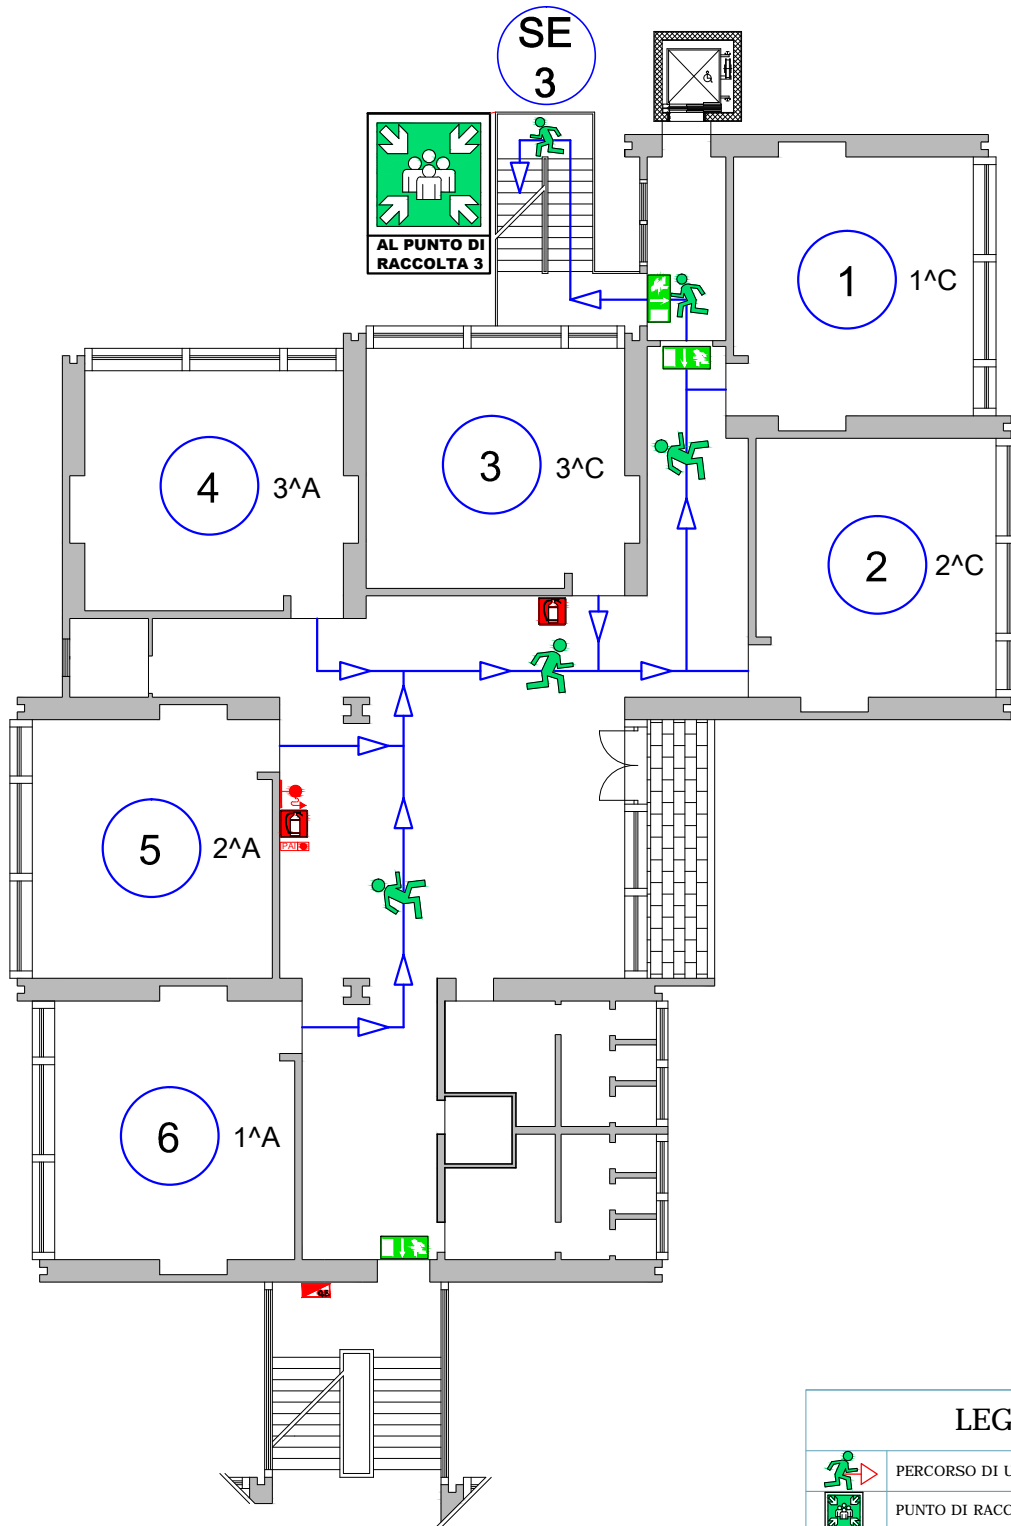 SE
3
AL PUNTO DI
RACCOLTA 3
1
1^C
4
3^A
3
3^C
2
2^C
5
2^A
6
1^A
LEG
PERCORSO DI U
PUNTO DI RACC